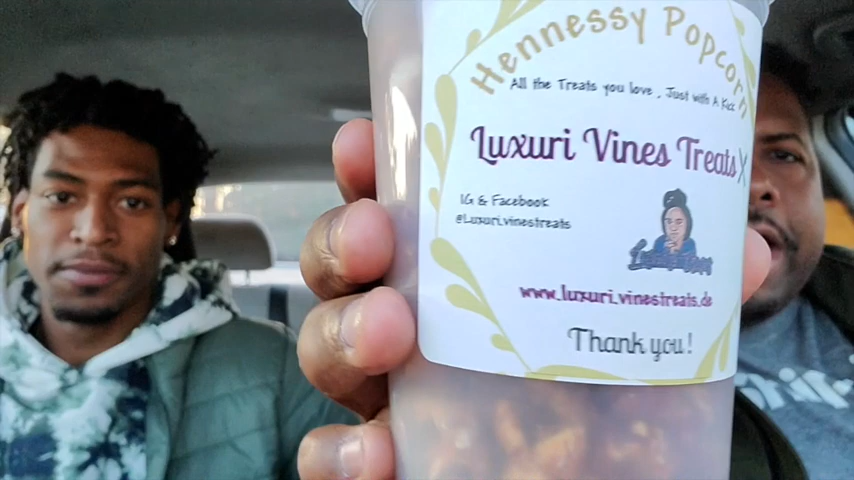 Hennessy Popcorn
All the Treats you love, Just with A Kick
Luxuri Vines Treats X
IG & Facebook
@Luxuri.vinestreats
www.luxuri.vinestreats.de
Thank you!